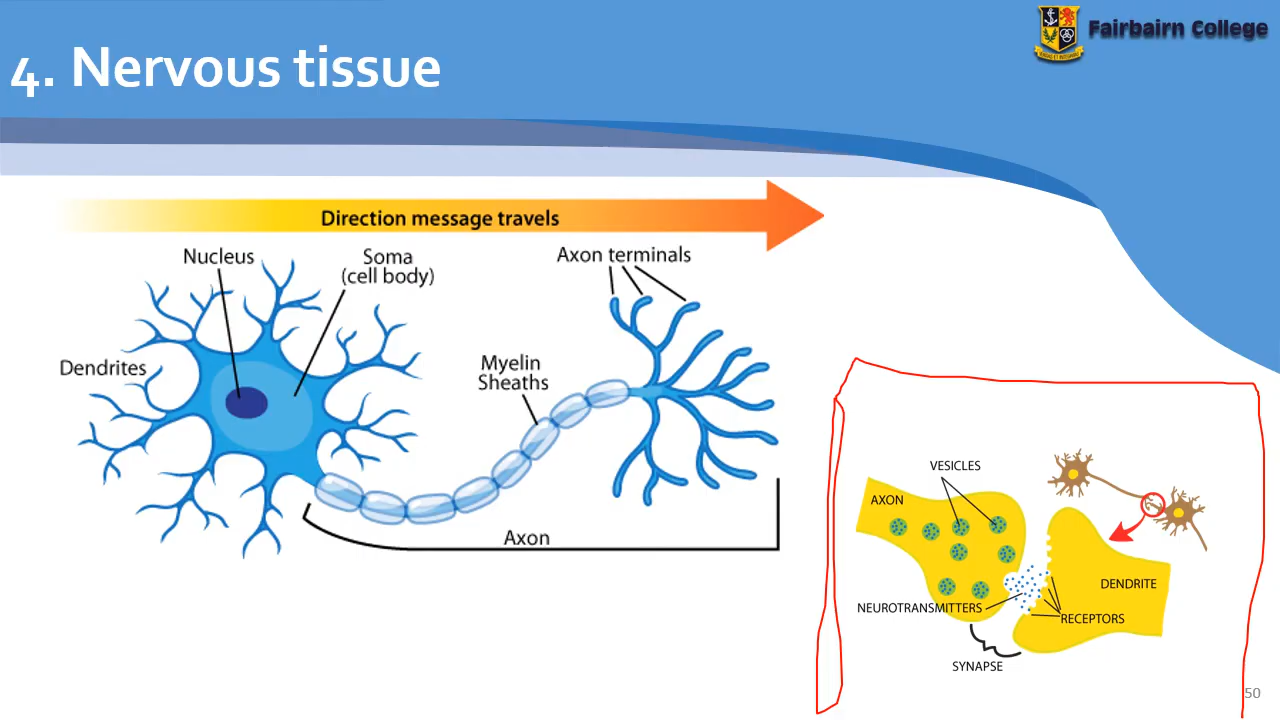 Fairbairn College
4. Nervous tissue
Direction message travels
Nucleus
Soma
(cell body)
Axon terminals
Dendrites
Myelin
Sheaths
Axon
VESICLES
AXON
DENDRITE
NEUROTRANSMITTERS
RECEPTORS
SYNAPSE
50